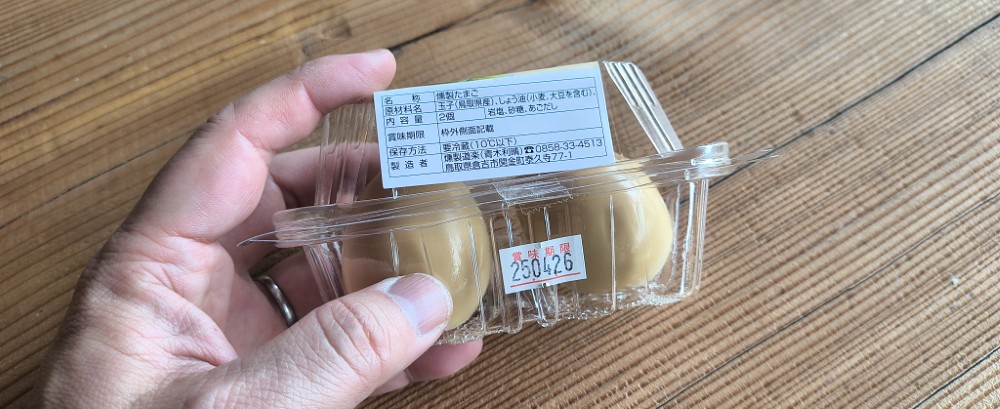 名　称 燻製たまご
原材料名 玉子(鳥取県産)、しょう油(小麦、大豆を含む)、
内容量 2個 岩塩、砂糖、あごだし
賞味期限 枠外側面記載
保存方法 要冷蔵(10℃以下)
製造者 燻製道楽(青木利晴)☎0858-33-4513
鳥取県倉吉市関金町泰久寺77-1
賞味期限
250426